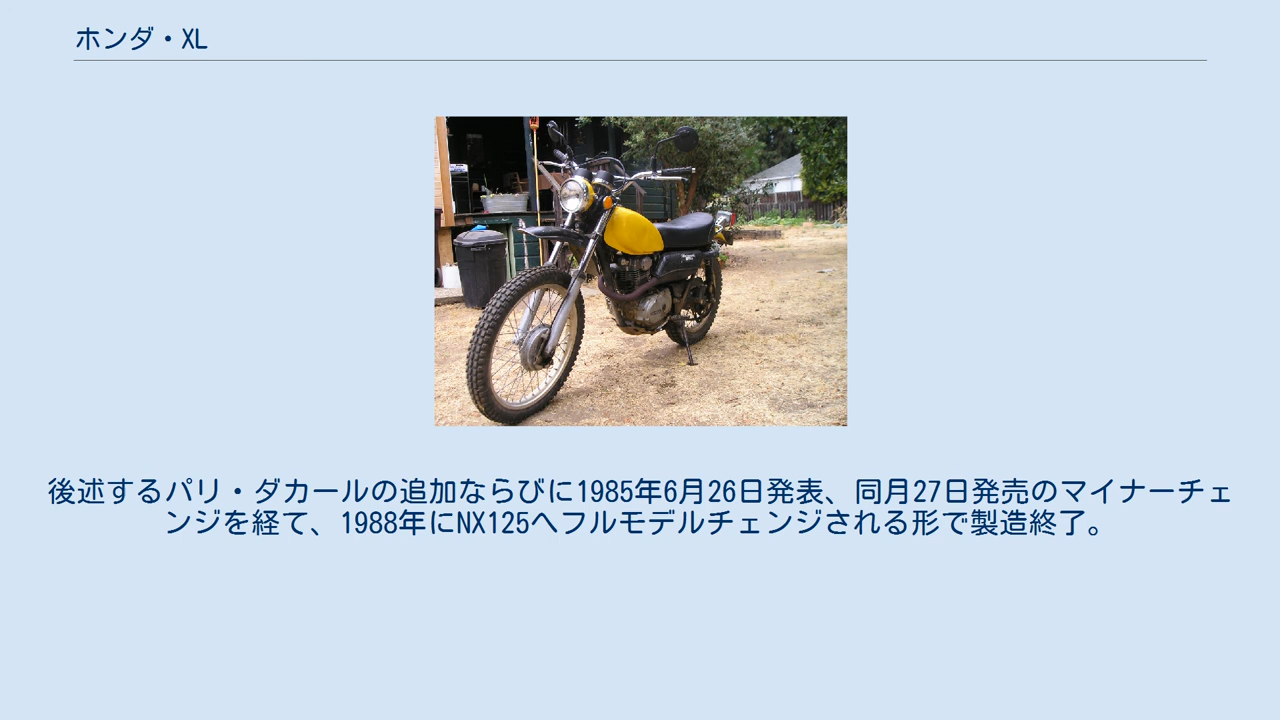 ホンダ・XL
後述するパリ・ダカールの追加ならびに1985年6月26日発表、同月27日発売のマイナーチェ
ンジを経て、1988年にNX125へフルモデルチェンジされる形で製造終了。